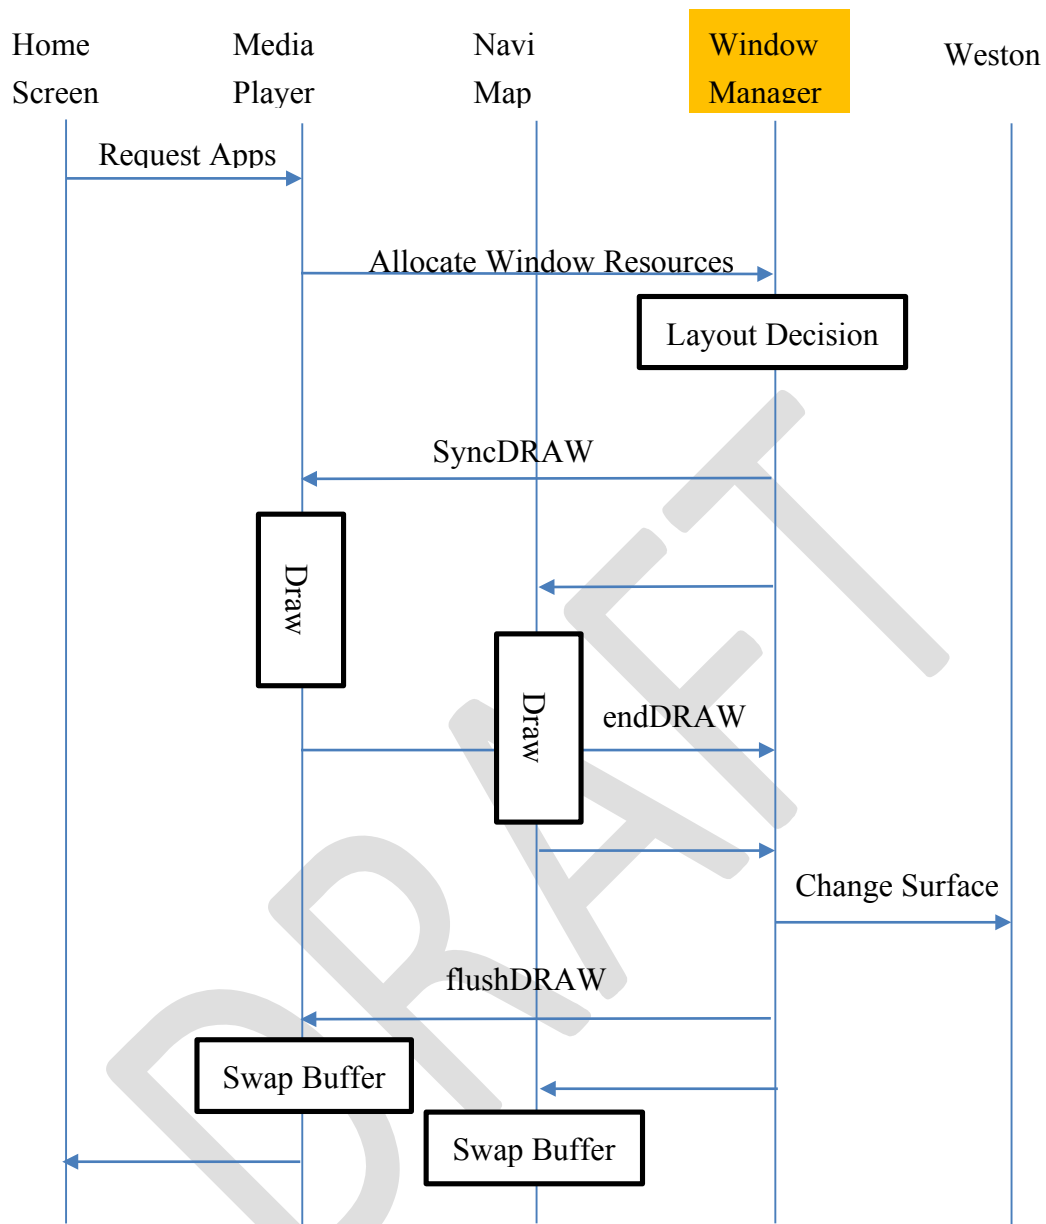 Home
Screen
Media
Player
Navi
Map
Window
Manager
Weston
Request Apps
Allocate Window Resources
Layout Decision
SyncDRAW
Draw
Draw
endDRAW
Change Surface
flushDRAW
Swap Buffer
Swap Buffer
DRAFT